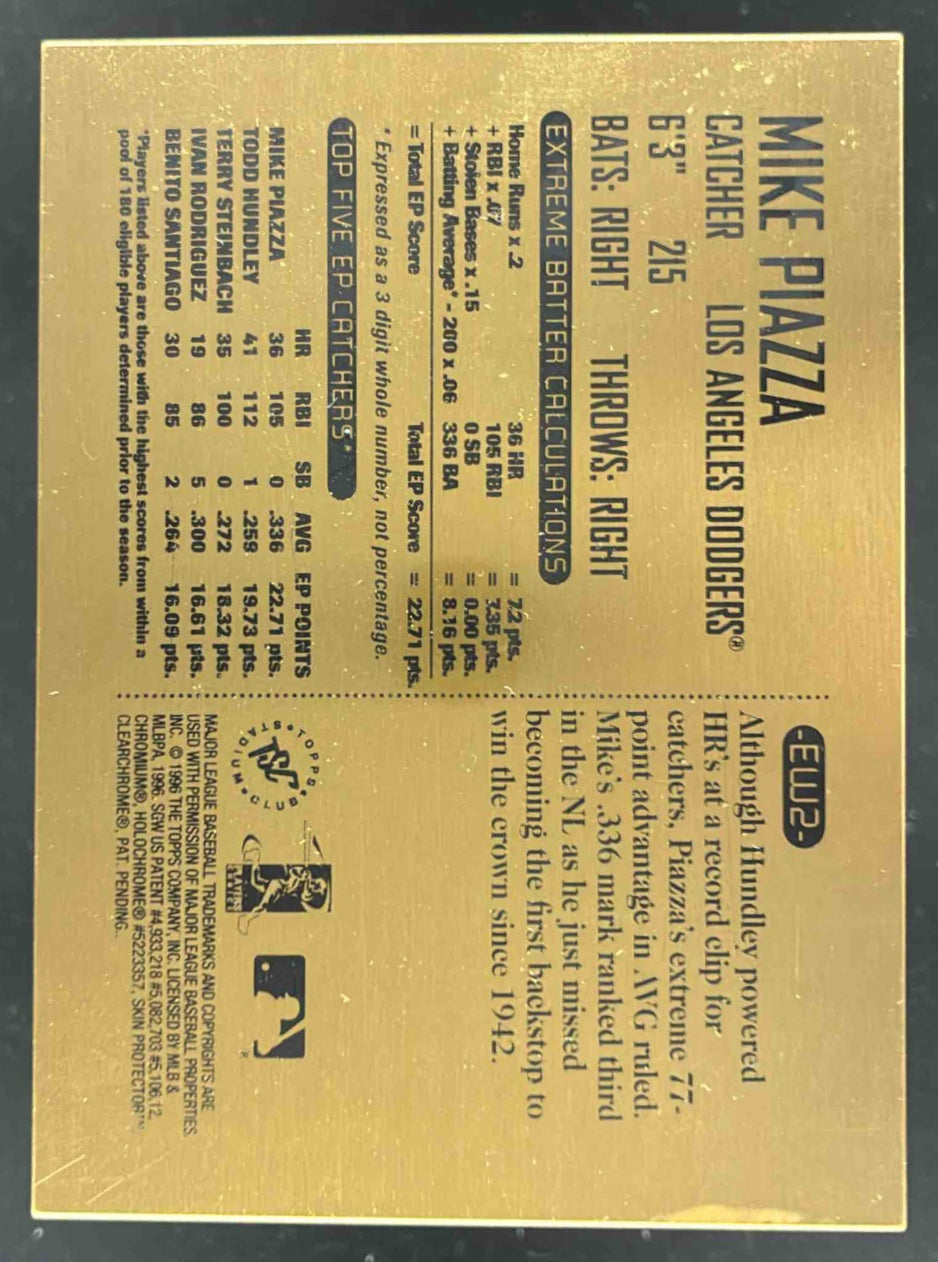 MIKE PIAZZA
CATCHER LOS ANGELES DODGERS®
6'3" 215
BATS: RIGHT THROWS: RIGHT
EXTREME BATTER CALCULATIONS
Home Runs x .2 36 HR = 7.2 pts.
+ RBI x .07 105 RBI = 7.35 pts.
+ Stolen Bases x .15 0 SB = 0.00 pts.
+ Batting Average* - 200 x .06 336 BA = 8.16 pts.
= Total EP Score Total EP Score = 22.71 pts.
* Expressed as a 3 digit whole number, not percentage.
TOP FIVE EP CATCHERS*
HR RBI SB AVG EP POINTS
MIKE PIAZZA 36 105 0 .336 22.71 pts.
TODD HUNDLEY 41 112 1 .259 19.73 pts.
TERRY STEINBACH 35 100 0 .272 18.32 pts.
IVAN RODRIGUEZ 19 86 5 .300 16.61 pts.
BENITO SANTIAGO 30 85 2 .264 16.09 pts.
*Players listed above are those with the highest scores from within a
pool of 180 eligible players determined prior to the season.
-EW2-
Although Hundley powered
HR's at a record clip for
catchers, Piazza's extreme 77-
point advantage in AVG ruled.
Mike's .336 mark ranked third
in the NL as he just missed
becoming the first backstop to
win the crown since 1942.
TOPPS • STADIUM • CLUB •
TSC
MAJOR LEAGUE BASEBALL TRADEMARKS AND COPYRIGHTS ARE
USED WITH PERMISSION OF MAJOR LEAGUE BASEBALL PROPERTIES
INC. © 1996 THE TOPPS COMPANY, INC. LICENSED BY MLB &
MLBPA. 1996. SGW US PATENT #4,933,218 #5,082,703 #5,106,12
CHROMIUM®, HOLOCHROME® #5223357, SKIN PROTECTOR™
CLEARCHROME®, PAT. PENDING.